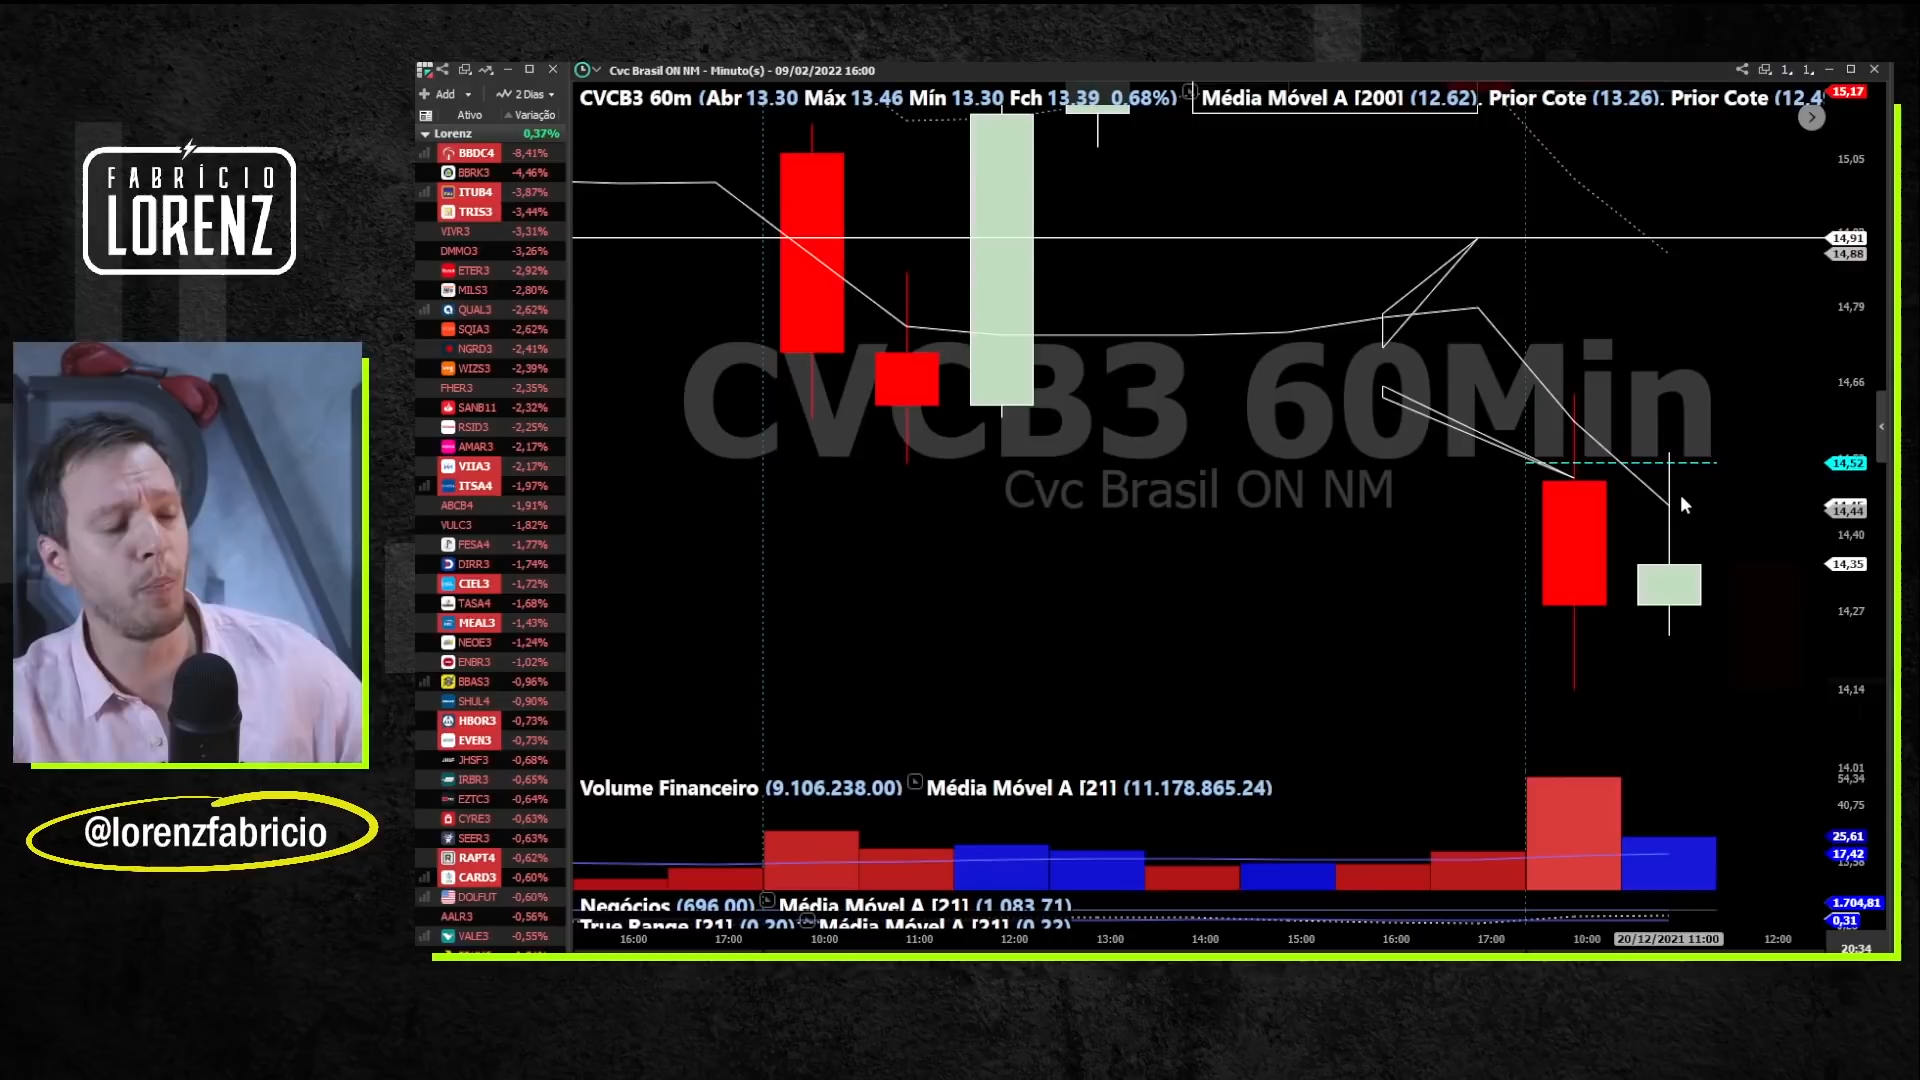 FABRÍCIO
LORENZ
@lorenzfabricio
Add
2 Dias
Ativo
Variação
Lorenz 0,37%
BBDC4 -8,41%
BBRK3 -4,46%
ITUB4 -3,87%
TRIS3 -3,44%
VIVR3 -3,31%
DMMO3 -3,26%
ETER3 -2,92%
MILS3 -2,80%
QUAL3 -2,62%
SQIA3 -2,62%
NGRD3 -2,41%
WIZS3 -2,39%
FHER3 -2,35%
SANB11 -2,32%
RSID3 -2,25%
AMAR3 -2,17%
VIIA3 -2,17%
ITSA4 -1,97%
ABCB4 -1,91%
VULC3 -1,82%
FESA4 -1,77%
DIRR3 -1,74%
CIEL3 -1,72%
TASA4 -1,68%
MEAL3 -1,43%
NEOE3 -1,24%
ENBR3 -1,02%
BBAS3 -0,96%
SHUL4 -0,90%
HBOR3 -0,73%
EVEN3 -0,73%
JHSF3 -0,68%
IRBR3 -0,65%
EZTC3 -0,64%
CYRE3 -0,63%
SEER3 -0,63%
RAPT4 -0,62%
CARD3 -0,60%
DOLFUT -0,60%
AALR3 -0,56%
VALE3 -0,55%
Cvc Brasil ON NM - Minuto(s) - 09/02/2022 16:00
CVCB3 60m (Abr 13.30 Máx 13.46 Mín 13.30 Fch 13.39 0.68%) Média Móvel A [200] (12.62). Prior Cote (13.26). Prior Cote (12.4
CVCB3 60Min
Cvc Brasil ON NM
15,17
15,05
14,91
14,88
14,79
14,66
14,52
14,44
14,40
14,35
14,27
14,14
14,01
54,34
40,75
25,61
17,42
1.704,81
0,31
20:34
Volume Financeiro (9.106.238.00) Média Móvel A [21] (11.178.865.24)
Negócios (696.00) Média Móvel A [21] (1.083.71)
True Range [21] (0.20) Média Móvel A [21] (0.22)
16:00 17:00 10:00 11:00 12:00 13:00 14:00 15:00 16:00 17:00 10:00 20/12/2021 11:00 12:00